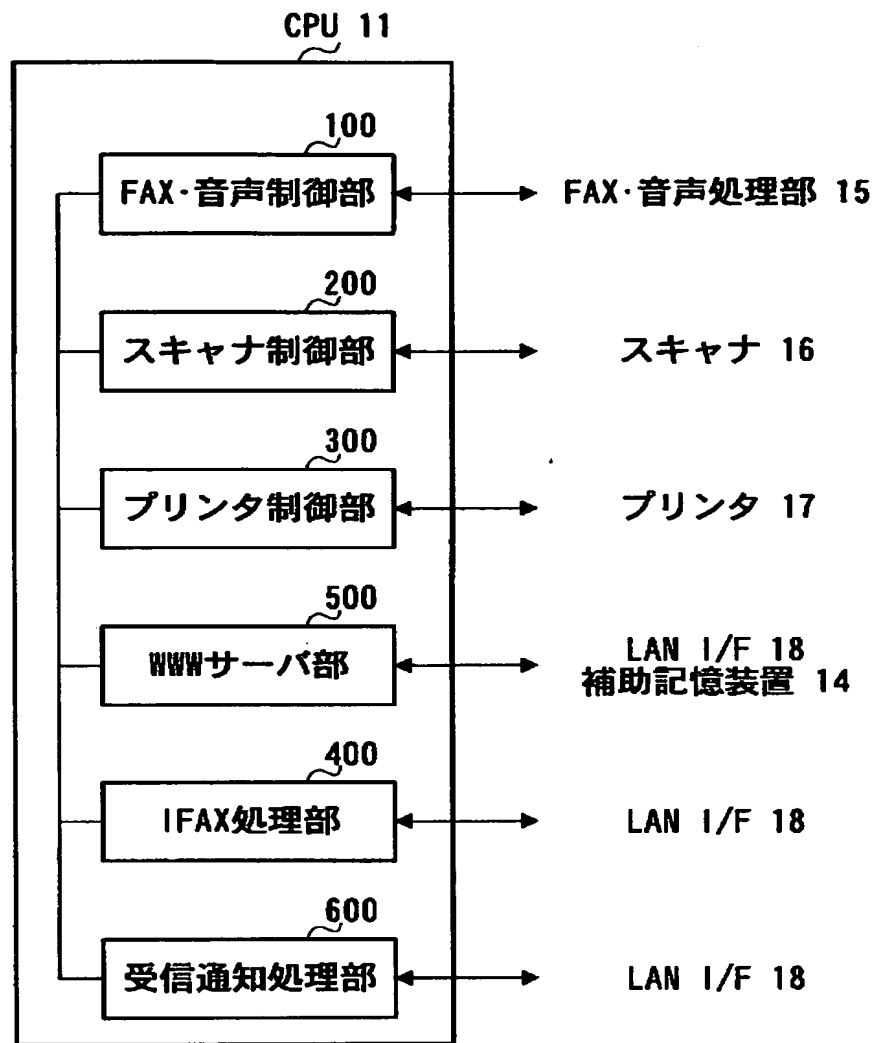 CPU 11
100
FAX・音声制御部
FAX・音声処理部 15
200
スキャナ制御部
スキャナ 16
300
プリンタ制御部
プリンタ 17
500
WWWサーバ部
LAN I/F 18
補助記憶装置 14
400
IFAX処理部
LAN I/F 18
600
受信通知処理部
LAN I/F 18